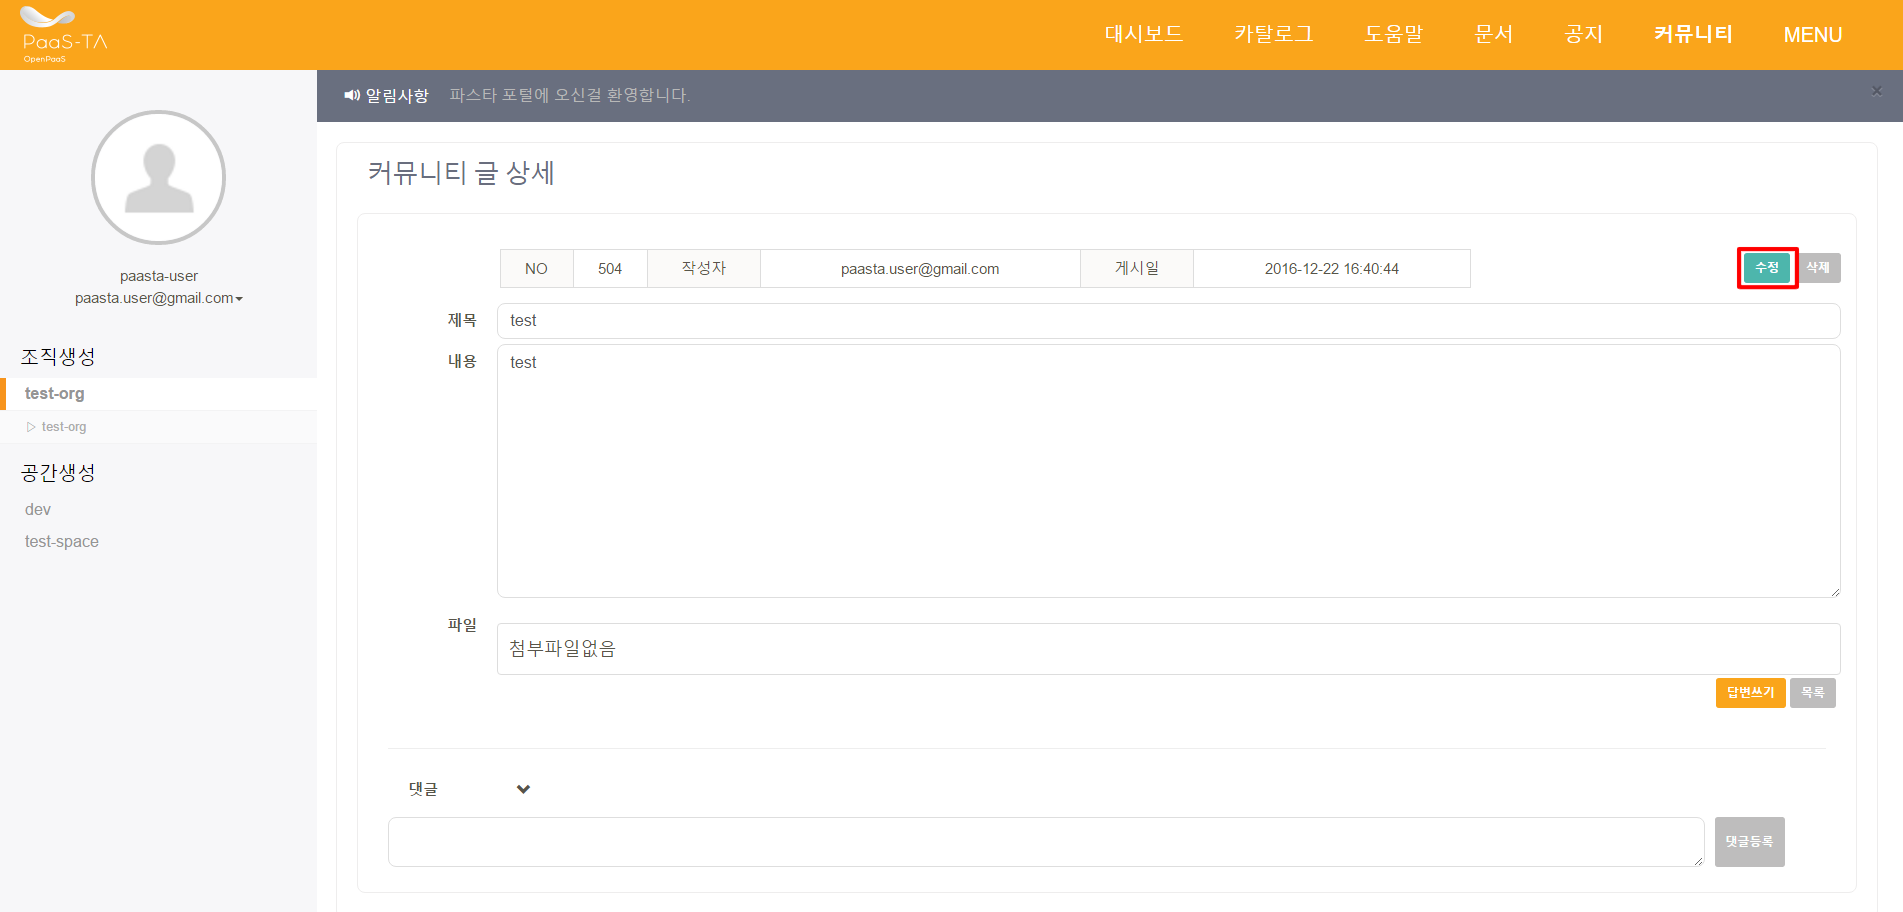 PaaS-TA
OpenPaaS
대시보드 카탈로그 도움말 문서 공지 커뮤니티 MENU
알림사항 파스타 포털에 오신걸 환영합니다. ×
paasta-user
paasta.user@gmail.com
조직생성
test-org
test-org
공간생성
dev
test-space
커뮤니티 글 상세
NO 504 작성자 paasta.user@gmail.com 게시일 2016-12-22 16:40:44 수정 삭제
제목 test
내용 test
파일 첨부파일없음
답변쓰기 목록
댓글
댓글등록